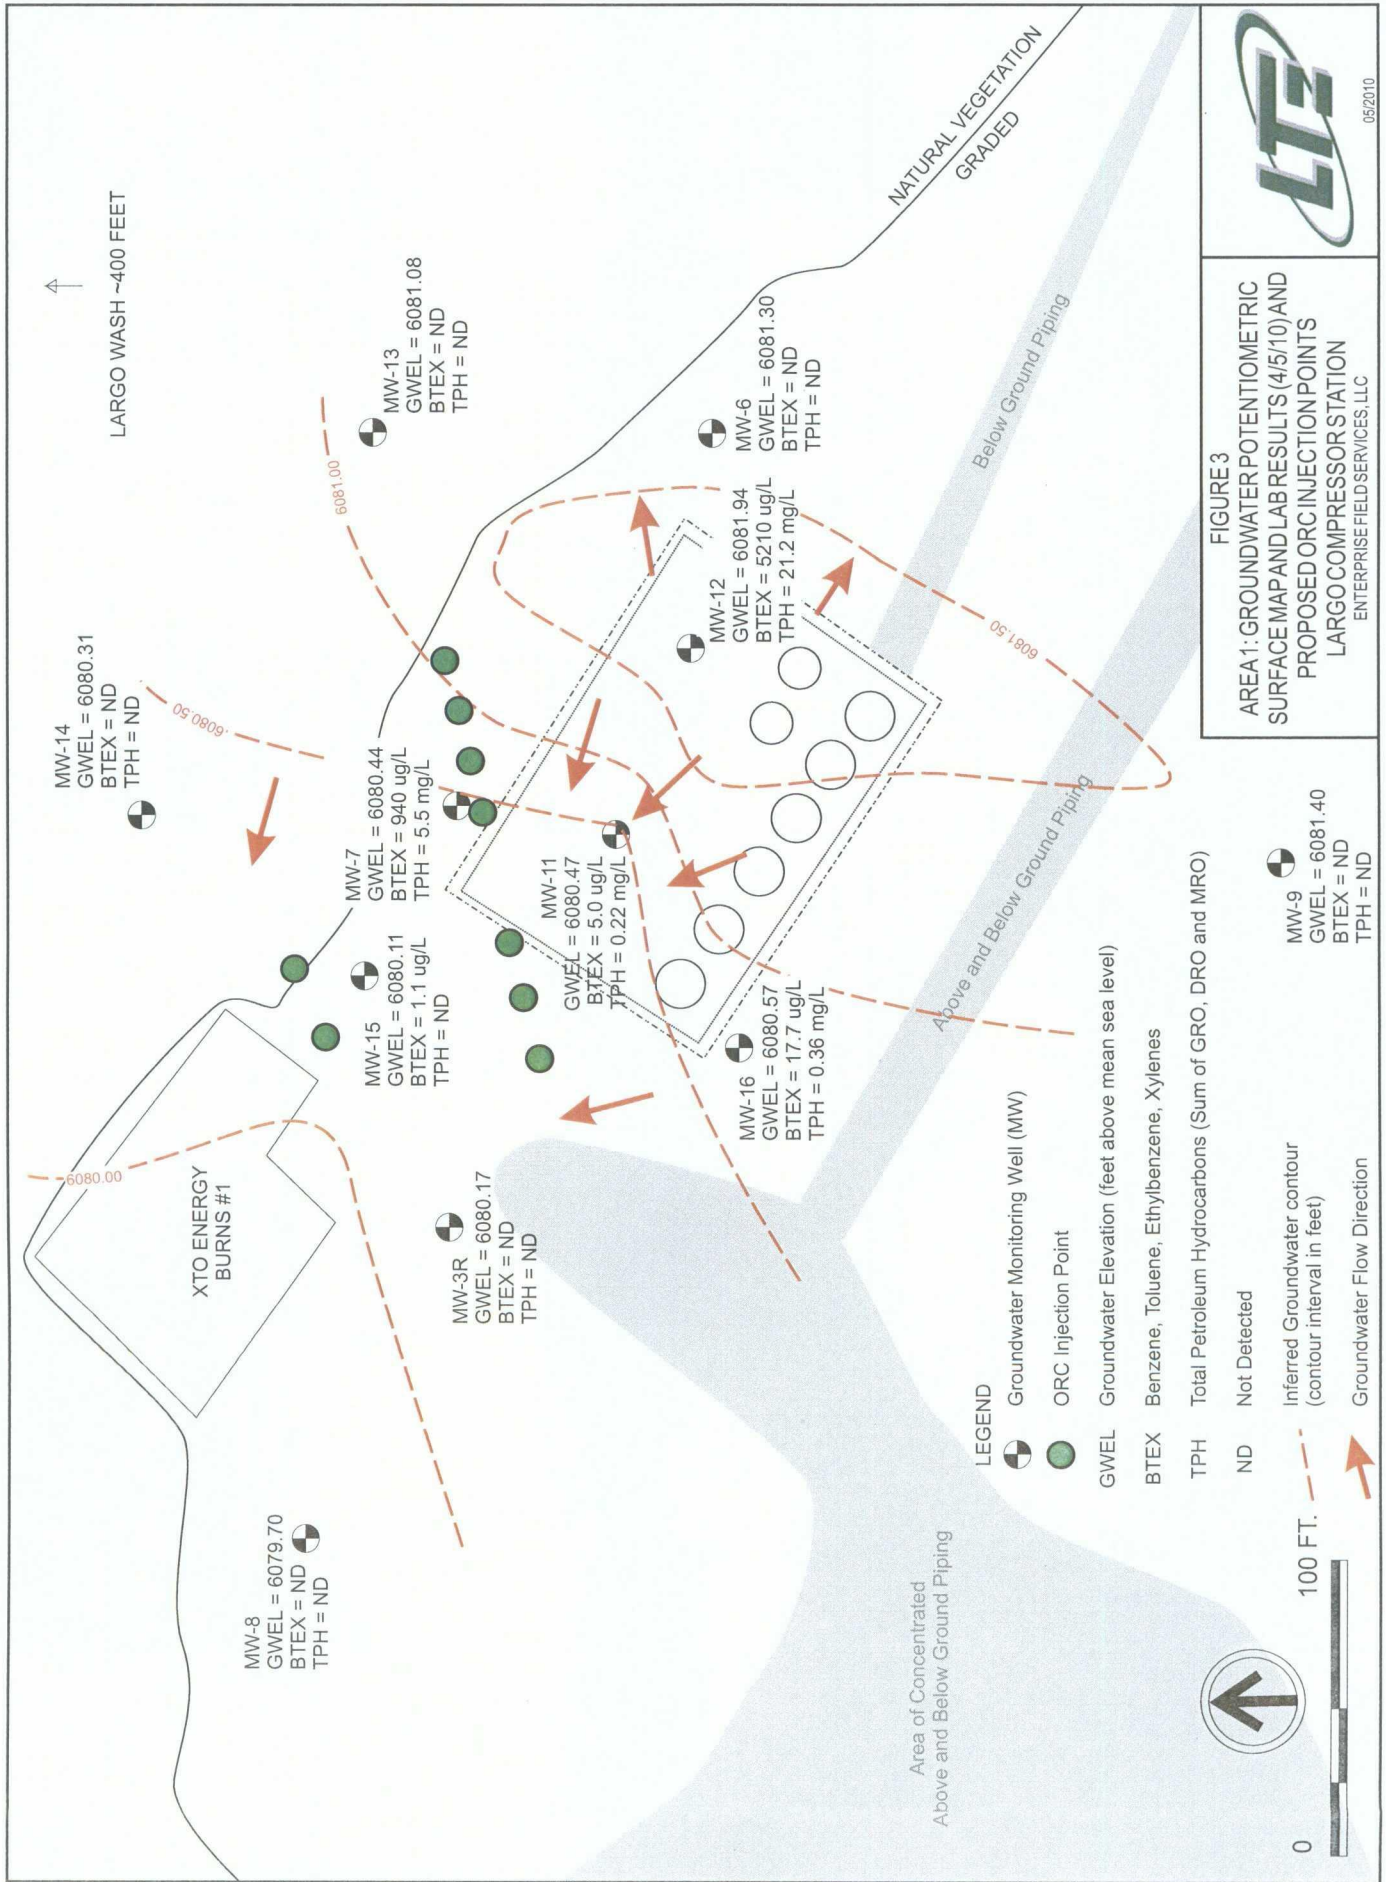 LARGO WASH ~400 FEET
MW-14
GWEL = 6080.31
BTEX = ND
TPH = ND
MW-13
GWEL = 6081.08
BTEX = ND
TPH = ND
6081.00
6080.50
6080.00
XTO ENERGY
BURNS #1
MW-8
GWEL = 6079.70
BTEX = ND
TPH = ND
MW-7
GWEL = 6080.44
BTEX = 940 ug/L
TPH = 5.5 mg/L
MW-15
GWEL = 6080.11
BTEX = 1.1 ug/L
TPH = ND
MW-3R
GWEL = 6080.17
BTEX = ND
TPH = ND
MW-11
GWEL = 6080.47
BTEX = 5.0 ug/L
TPH = 0.22 mg/L
MW-12
GWEL = 6081.94
BTEX = 5210 ug/L
TPH = 21.2 mg/L
MW-6
GWEL = 6081.30
BTEX = ND
TPH = ND
MW-16
GWEL = 6080.57
BTEX = 17.7 ug/L
TPH = 0.36 mg/L
6081.50
NATURAL VEGETATION
GRADED
Below Ground Piping
Above and Below Ground Piping
Area of Concentrated
Above and Below Ground Piping
MW-9
GWEL = 6081.40
BTEX = ND
TPH = ND
LEGEND
Groundwater Monitoring Well (MW)
ORC Injection Point
GWEL Groundwater Elevation (feet above mean sea level)
BTEX Benzene, Toluene, Ethylbenzene, Xylenes
TPH Total Petroleum Hydrocarbons (Sum of GRO, DRO and MRO)
ND Not Detected
Inferred Groundwater contour
(contour interval in feet)
Groundwater Flow Direction
0 100 FT.
FIGURE 3
AREA 1: GROUNDWATER POTENTIOMETRIC
SURFACE MAP AND LAB RESULTS (4/5/10) AND
PROPOSED ORC INJECTION POINTS
LARGO COMPRESSOR STATION
ENTERPRISE FIELD SERVICES, LLC
LTE
05/2010